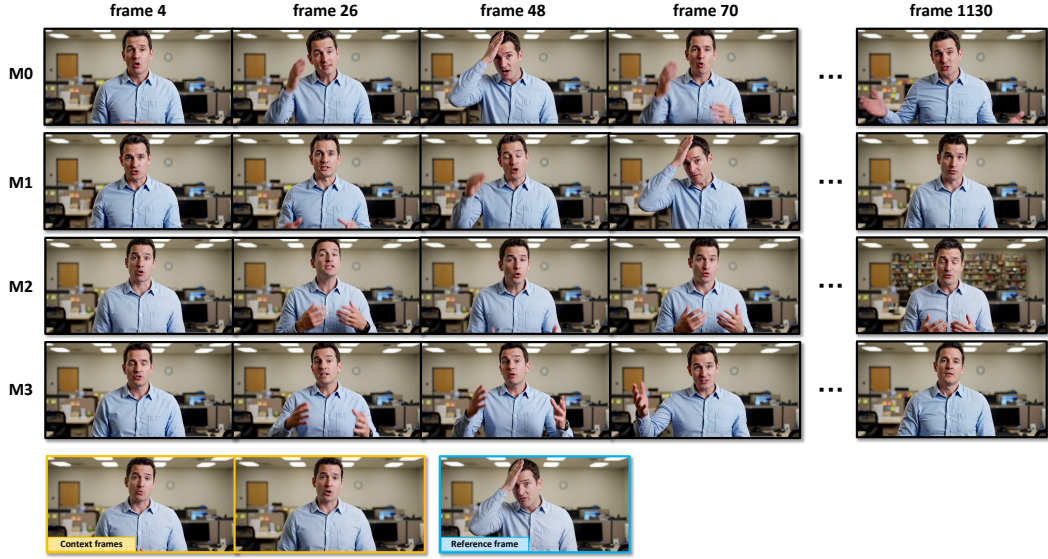 frame 4 frame 26 frame 48 frame 70 frame 1130
M0 ...
M1 ...
M2 ...
M3 ...
Context frames Reference frame